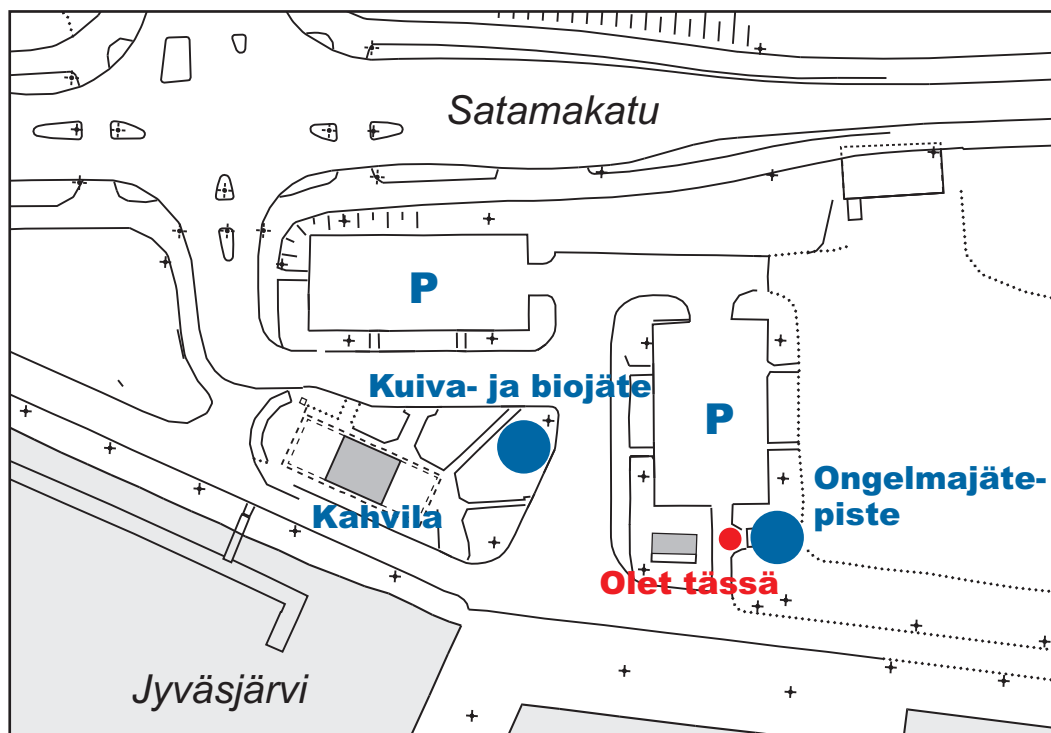 Satamakatu
P
Kuiva- ja biojäte
P
Ongelmajäte-
piste
Kahvila
Olet tässä
Jyväsjärvi